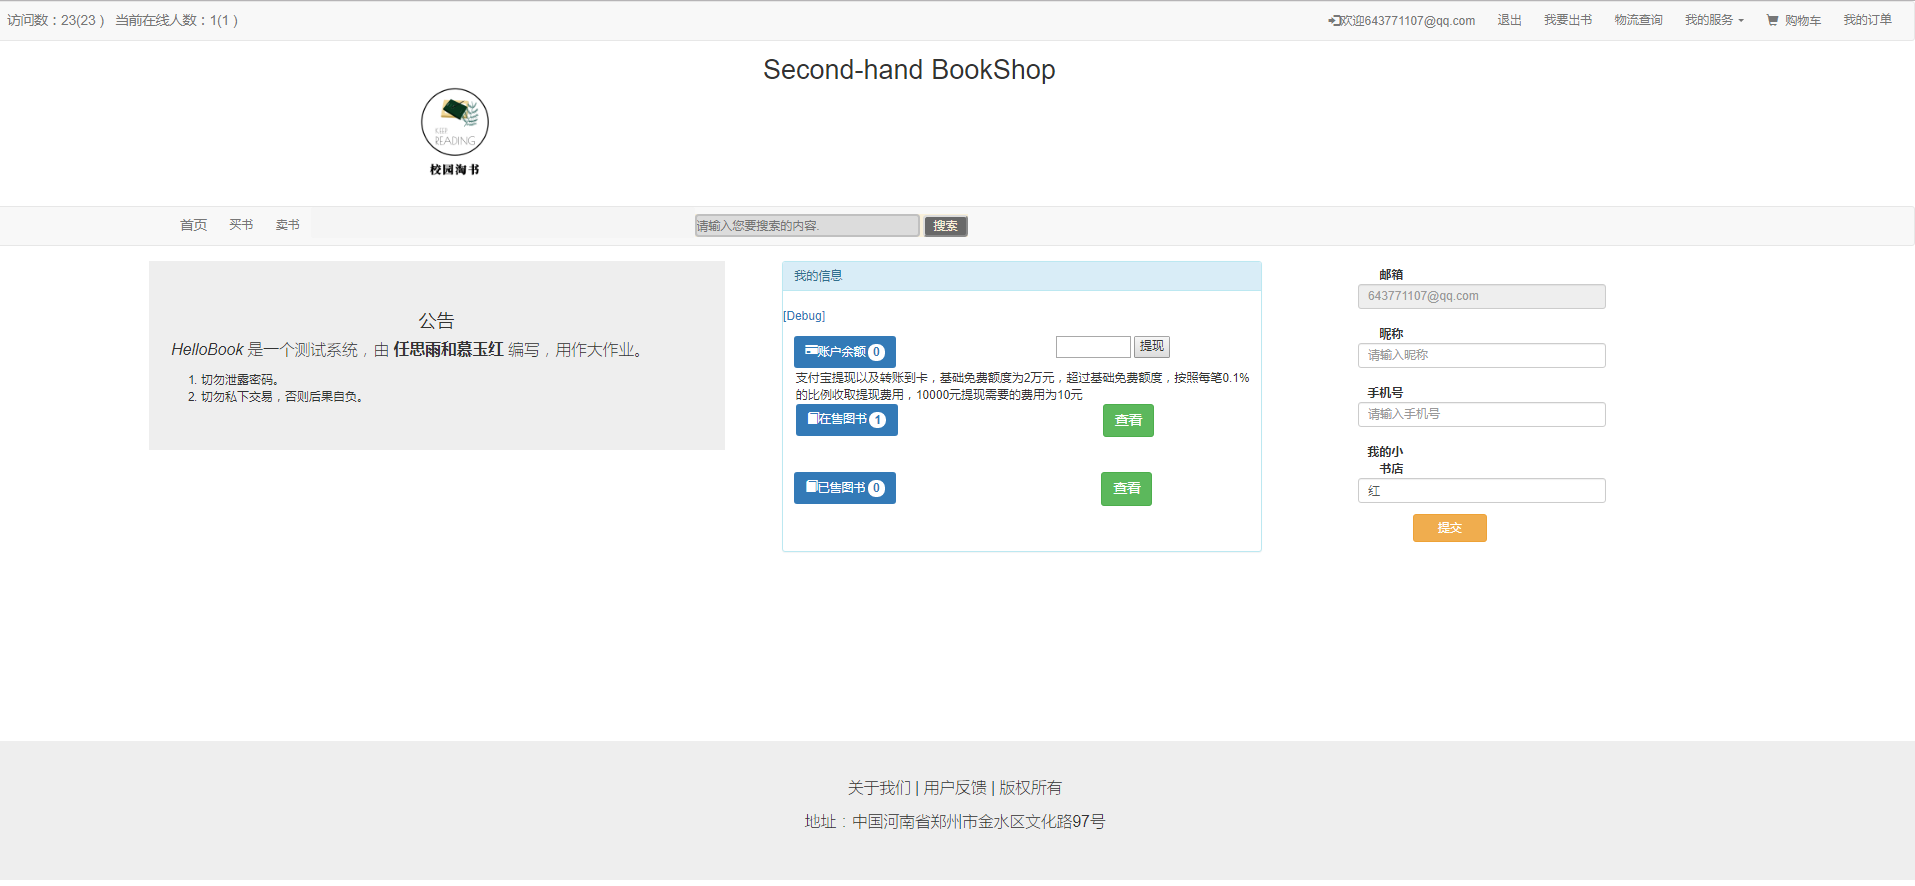 访问数：23(23 ) 当前在线人数：1(1 )
欢迎643771107@qq.com 退出 我要出书 物流查询 我的服务 购物车 我的订单
Second-hand BookShop
KEEP
READING
校园淘书
首页 买书 卖书 请输入您要搜索的内容. 搜索
公告
HelloBook 是一个测试系统，由 任思雨和慕玉红 编写，用作大作业。
1. 切勿泄露密码。
2. 切勿私下交易，否则后果自负。
我的信息
[Debug]
账户余额 0 提现
支付宝提现以及转账到卡，基础免费额度为2万元，超过基础免费额度，按照每笔0.1%
的比例收取提现费用，10000元提现需要的费用为10元
在售图书 1 查看
已售图书 0 查看
邮箱
643771107@qq.com
昵称
请输入昵称
手机号
请输入手机号
我的小
书店
红
提交
关于我们 | 用户反馈 | 版权所有
地址：中国河南省郑州市金水区文化路97号